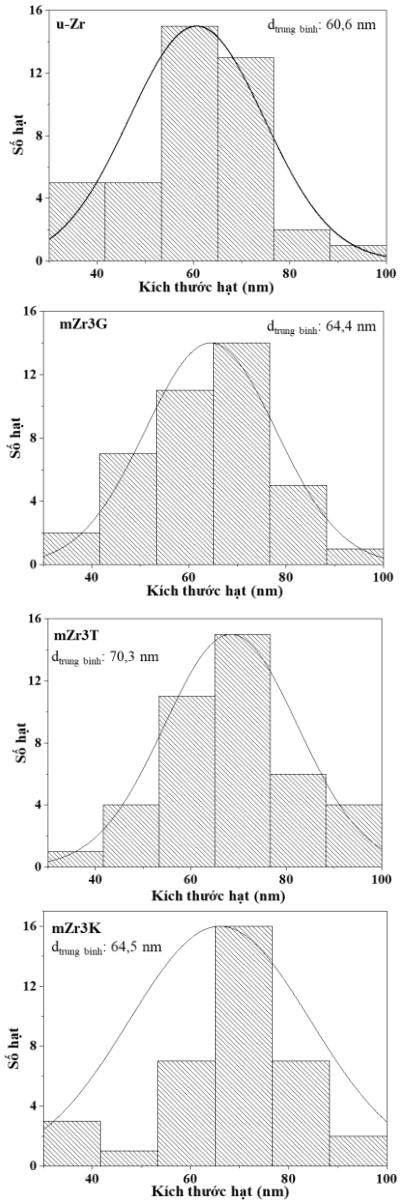 u-Zr
d trung bình: 60,6 nm
16
12
8
4
0
Số hạt
40 60 80 100
Kích thước hạt (nm)
mZr3G
d trung bình: 64,4 nm
16
12
8
4
0
Số hạt
40 60 80 100
Kích thước hạt (nm)
mZr3T
d trung bình: 70,3 nm
16
12
8
4
0
Số hạt
40 60 80 100
Kích thước hạt (nm)
mZr3K
d trung bình: 64,5 nm
16
12
8
4
0
Số hạt
40 60 80 100
Kích thước hạt (nm)